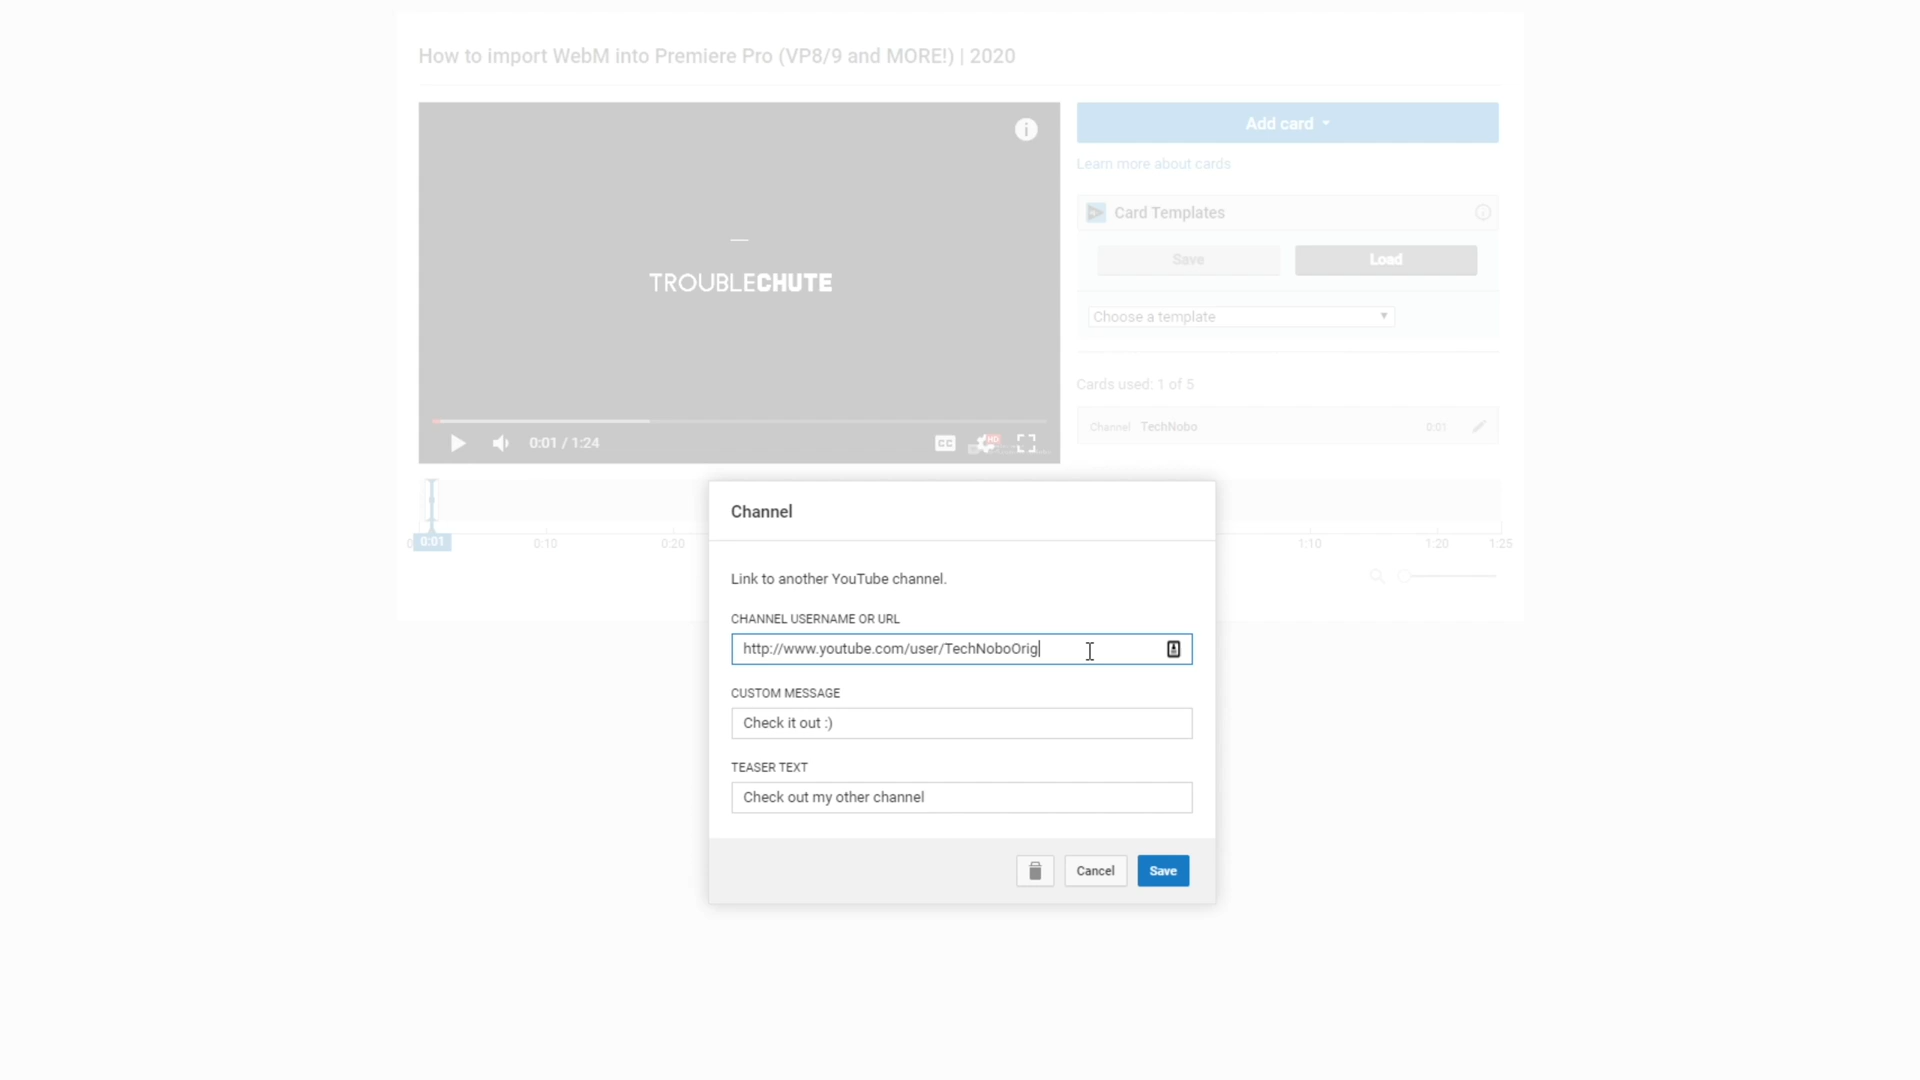 How to import WebM into Premiere Pro (VP8/9 and MORE!) | 2020
Add card
Learn more about cards
Card Templates
Save
Load
Choose a template
Cards used: 1 of 5
Channel TechNobo 0:01
TROUBLECHUTE
0:01 / 1:24
CC
HD
0:01
0:10
0:20
1:10
1:20
1:25
Channel
Link to another YouTube channel.
CHANNEL USERNAME OR URL
http://www.youtube.com/user/TechNoboOrig
CUSTOM MESSAGE
Check it out :)
TEASER TEXT
Check out my other channel
Cancel
Save